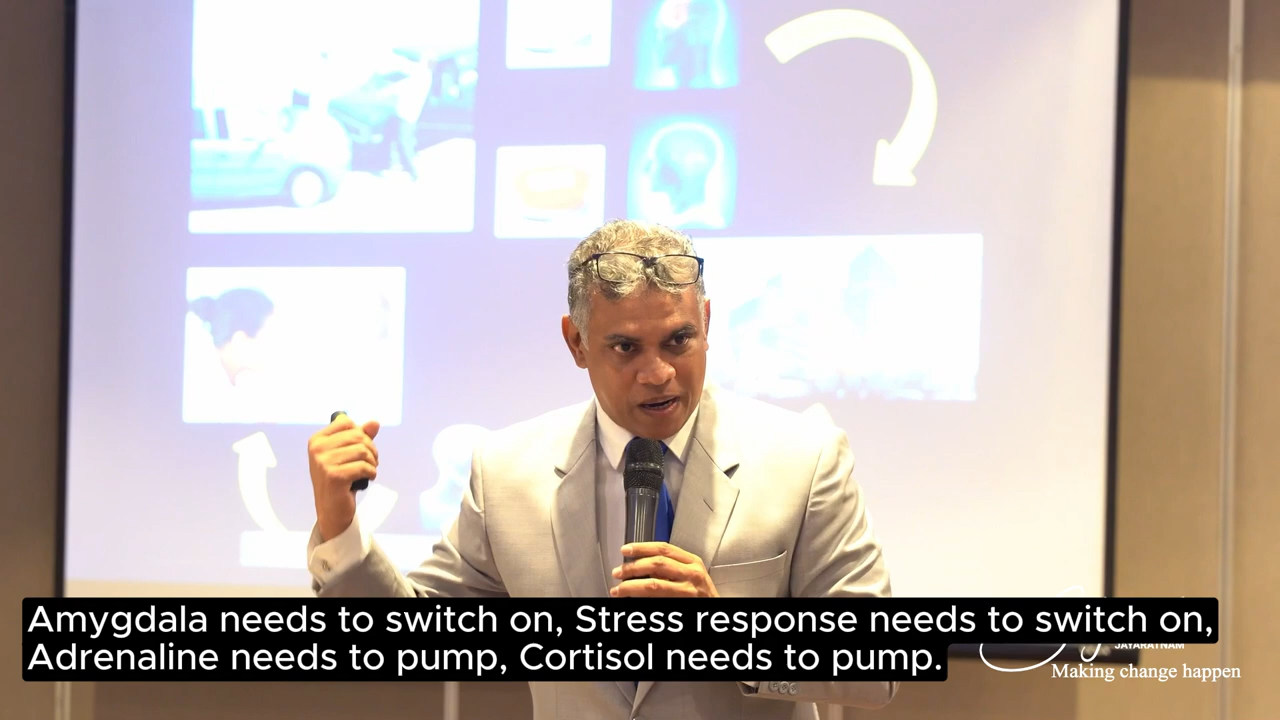 Amygdala needs to switch on, Stress response needs to switch on,
Adrenaline needs to pump, Cortisol needs to pump.
JAYARATNAM
Making change happen